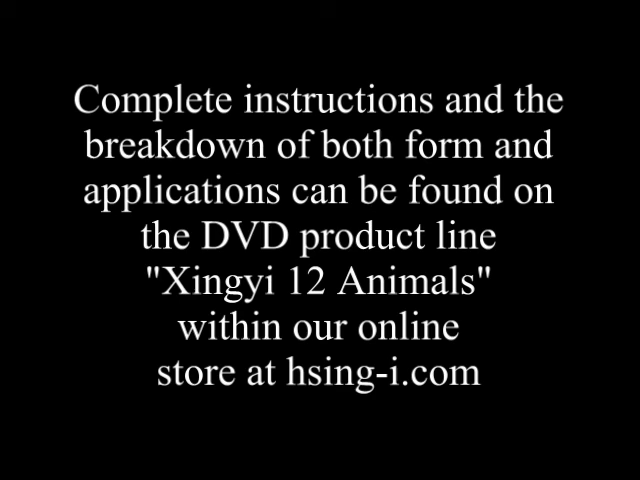 Complete instructions and the
breakdown of both form and
applications can be found on
the DVD product line
"Xingyi 12 Animals"
within our online
store at hsing-i.com